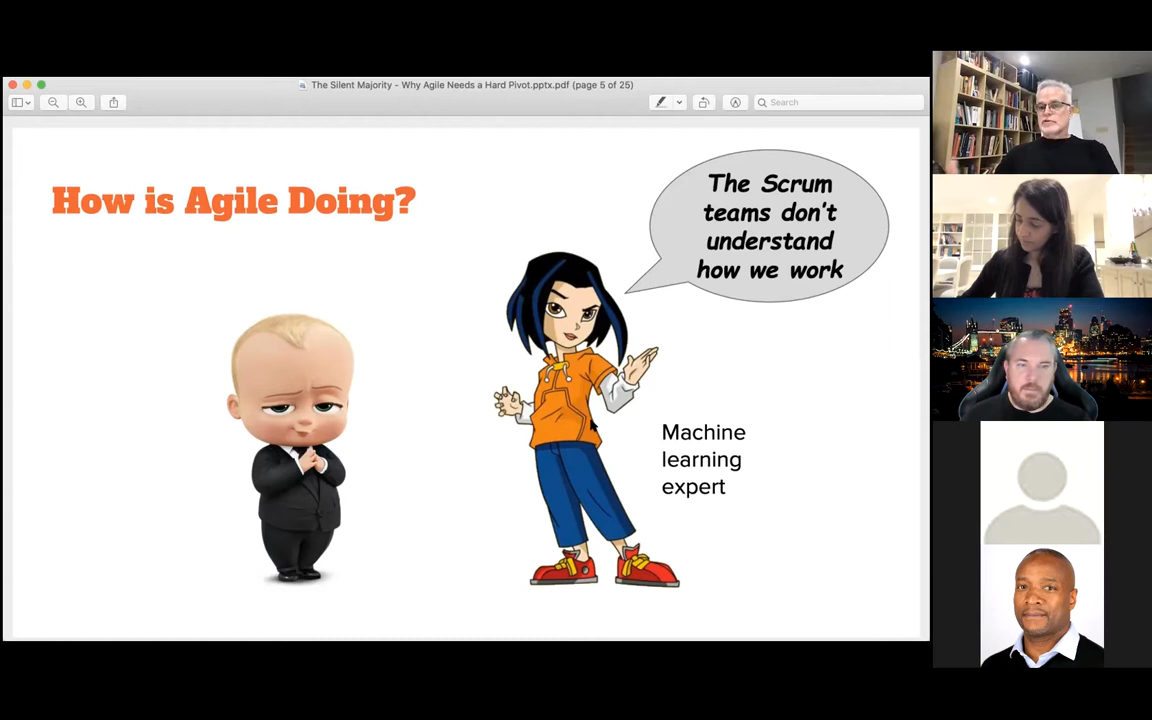 The Silent Majority - Why Agile Needs a Hard Pivot.pptx.pdf (page 5 of 25)
Search
How is Agile Doing?
The Scrum
teams don't
understand
how we work
Machine
learning
expert